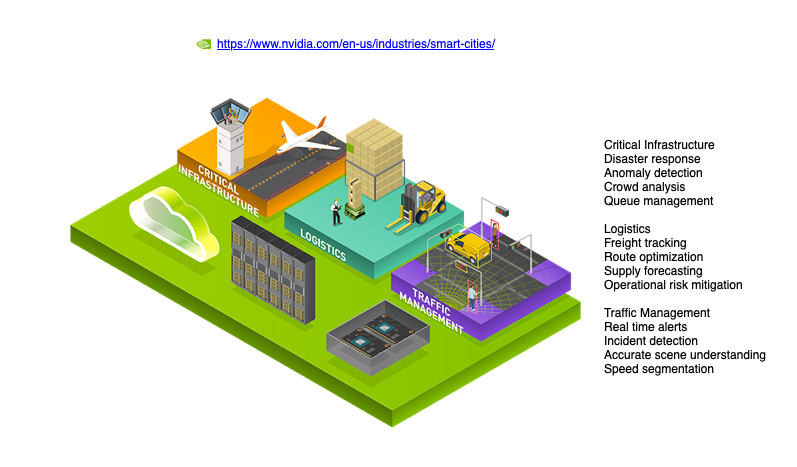 https://www.nvidia.com/en-us/industries/smart-cities/
CRITICAL
INFRASTRUCTURE
LOGISTICS
TRAFFIC
MANAGEMENT
Critical Infrastructure
Disaster response
Anomaly detection
Crowd analysis
Queue management
Logistics
Freight tracking
Route optimization
Supply forecasting
Operational risk mitigation
Traffic Management
Real time alerts
Incident detection
Accurate scene understanding
Speed segmentation